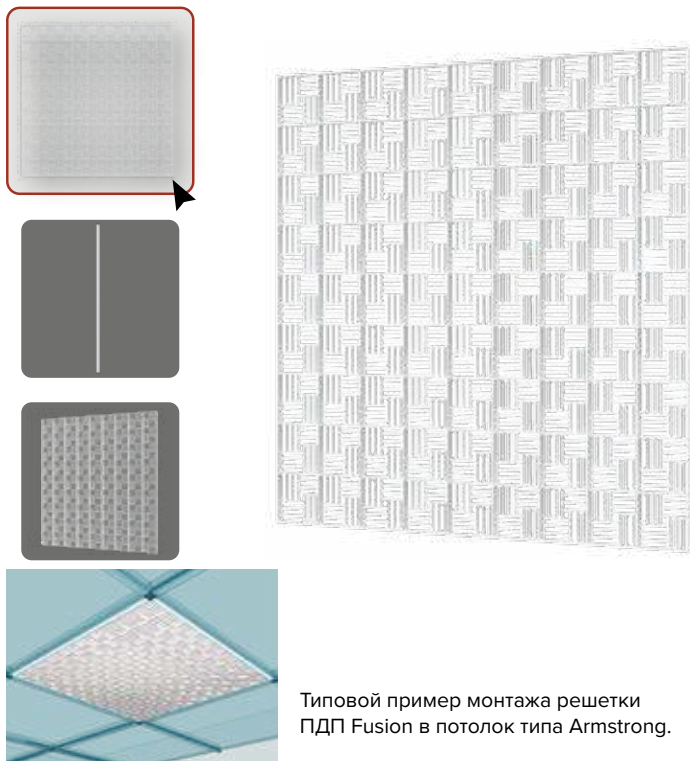 Типовой пример монтажа решетки
ПДП Fusion в потолок типа Armstrong.